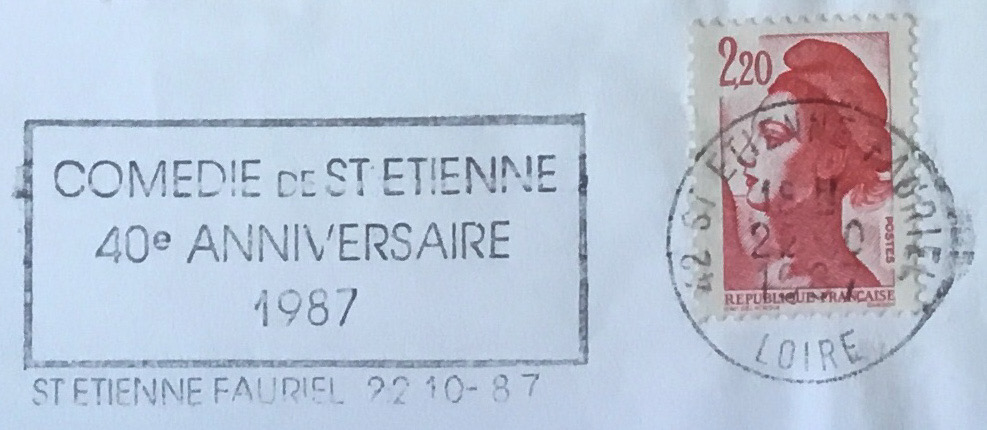 COMEDIE DE ST ETIENNE
40e ANNIVERSAIRE
1987
ST ETIENNE FAURIEL 22 10-87
2,20
POSTES
REPUBLIQUE FRANÇAISE
42 ST ETIENNE FAURIEL
LOIRE